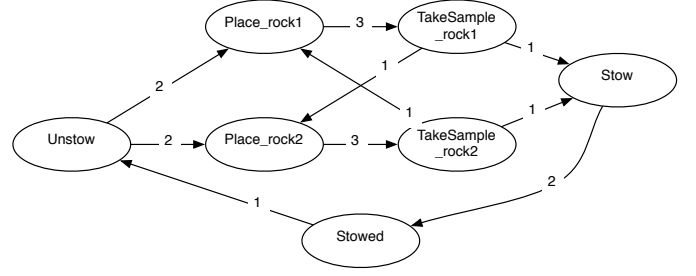 Place_rock1
3
TakeSample
_rock1
1
Stow
2
1
1
Unstow
2
Place_rock2
3
TakeSample
_rock2
1
2
1
Stowed